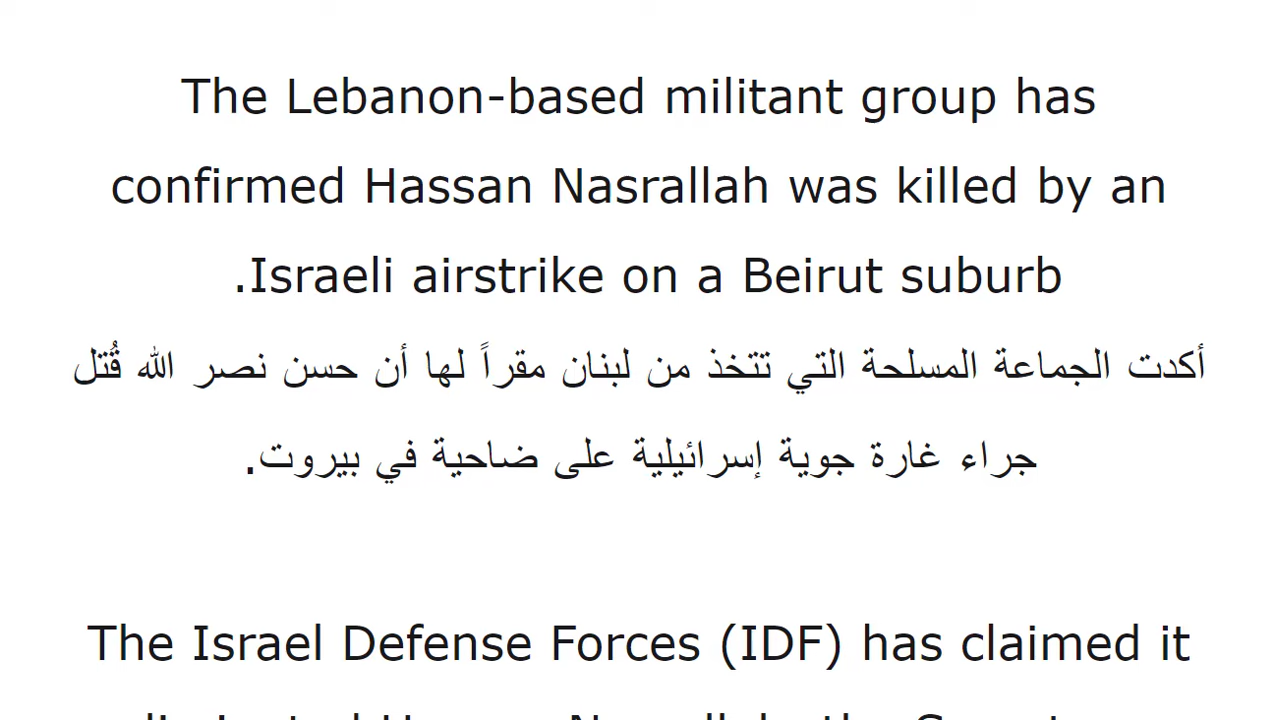 The Lebanon-based militant group has
confirmed Hassan Nasrallah was killed by an
.Israeli airstrike on a Beirut suburb
أكدت الجماعة المسلحة التي تتخذ من لبنان مقراً لها أن حسن نصر الله قُتل
جراء غارة جوية إسرائيلية على ضاحية في بيروت.
The Israel Defense Forces (IDF) has claimed it